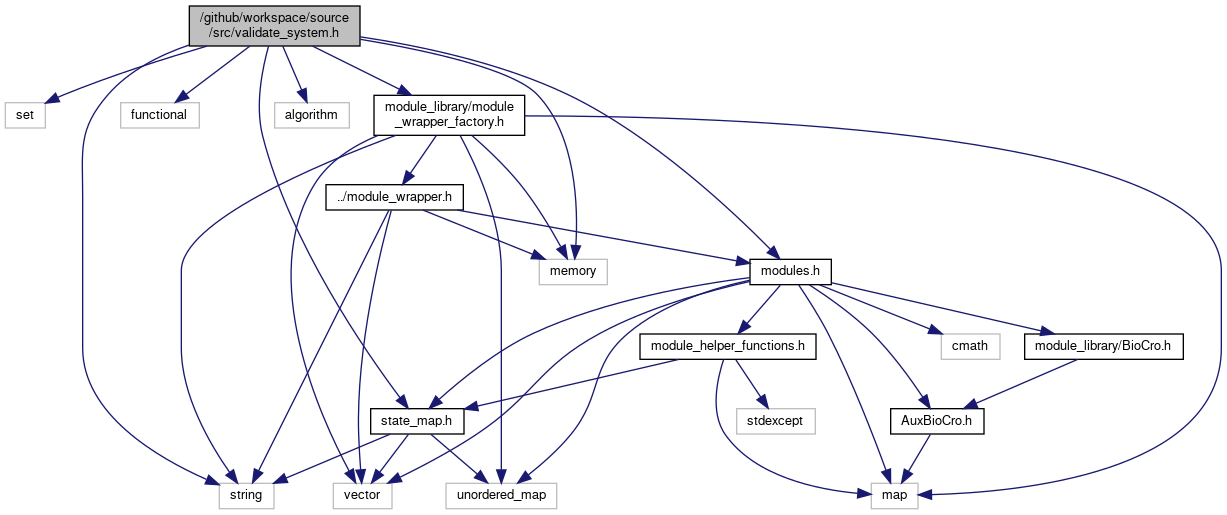 /github/workspace/source
/src/validate_system.h
set
functional
algorithm
module_library/module
_wrapper_factory.h
../module_wrapper.h
memory
modules.h
module_helper_functions.h
cmath
module_library/BioCro.h
state_map.h
stdexcept
AuxBioCro.h
string
vector
unordered_map
map